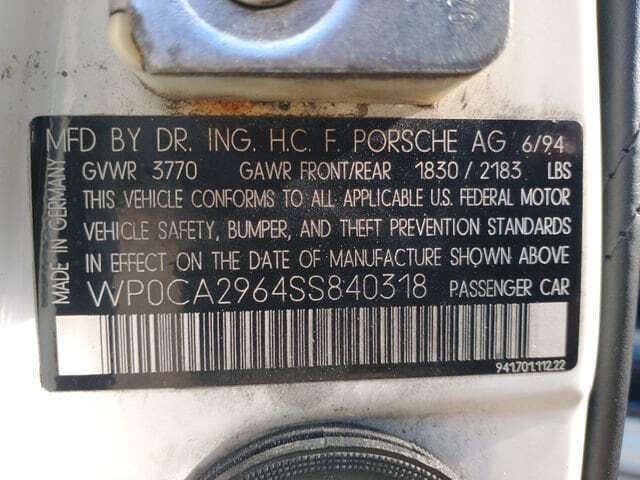 MFD BY DR. ING. H.C. F. PORSCHE AG 6/94
GVWR 3770 GAWR FRONT/REAR 1830 / 2183 LBS
THIS VEHICLE CONFORMS TO ALL APPLICABLE U.S. FEDERAL MOTOR
VEHICLE SAFETY, BUMPER, AND THEFT PREVENTION STANDARDS
IN EFFECT ON THE DATE OF MANUFACTURE SHOWN ABOVE
WP0CA2964SS840318 PASSENGER CAR
941.701.112.22
MADE IN GERMANY